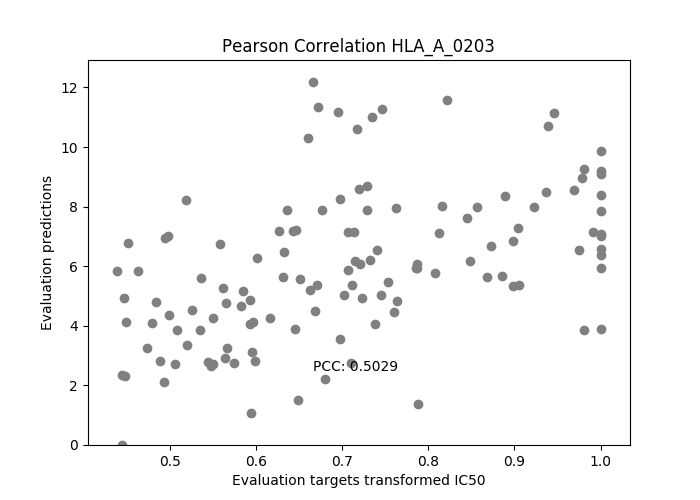 Pearson Correlation HLA_A_0203
12
10
8
6
4
2
0
Evaluation predictions
PCC: 0.5029
0.5 0.6 0.7 0.8 0.9 1.0
Evaluation targets transformed IC50